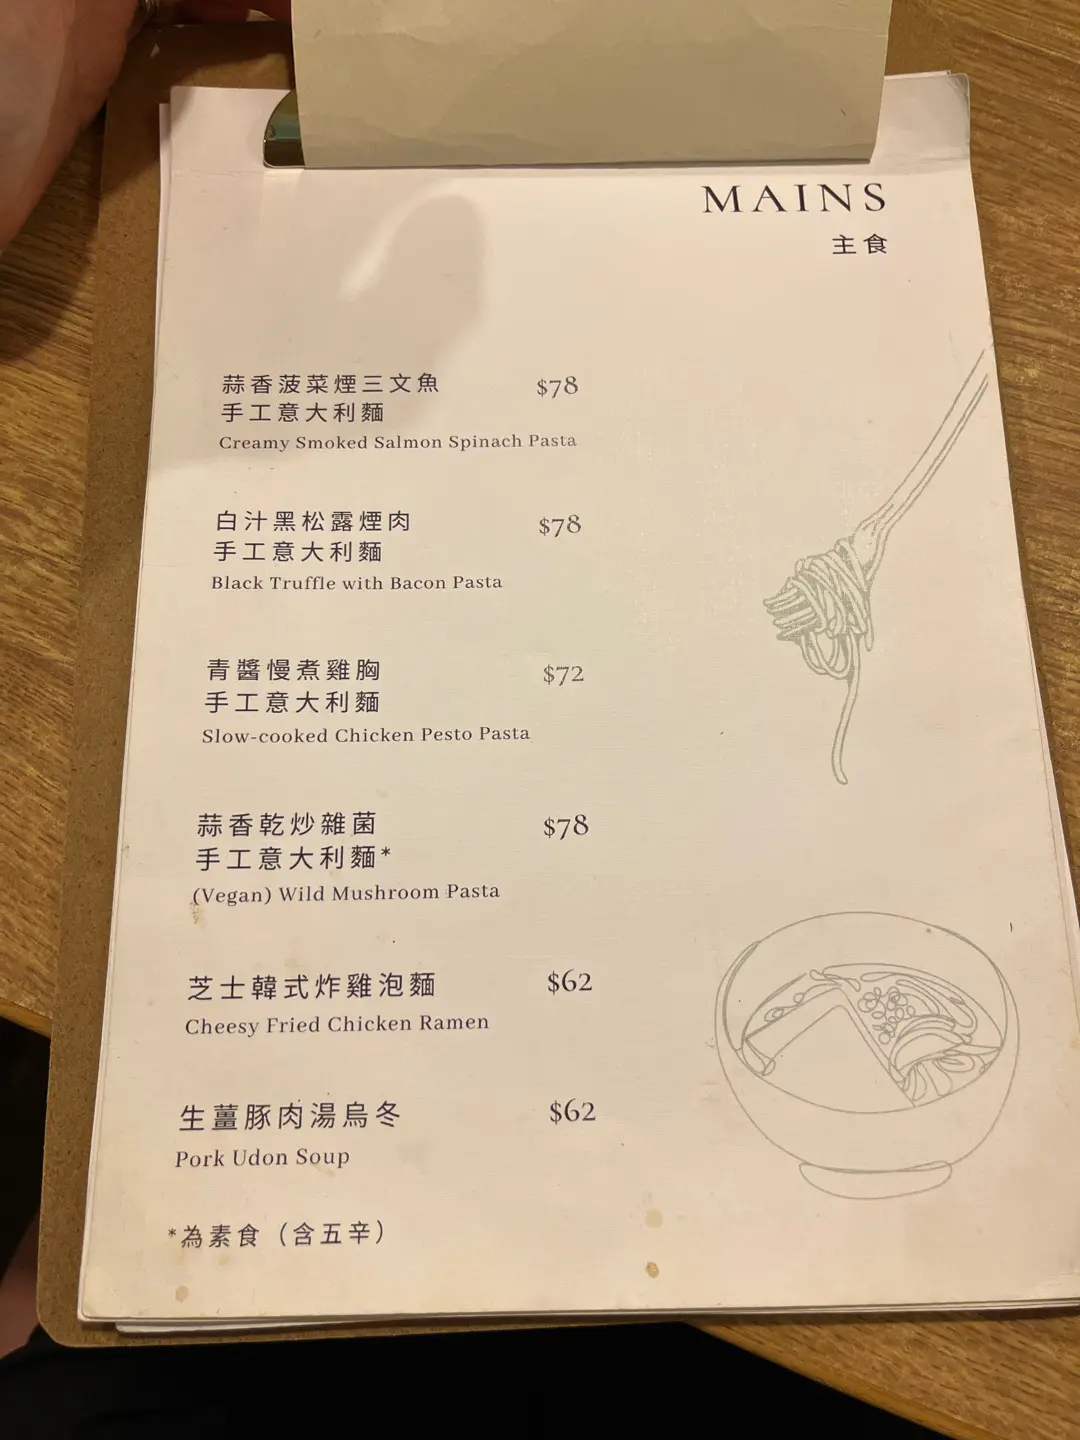 MAINS
主食
蒜香菠菜煙三文魚 $78
手工意大利麵
Creamy Smoked Salmon Spinach Pasta
白汁黑松露煙肉 $78
手工意大利麵
Black Truffle with Bacon Pasta
青醬慢煮雞胸 $72
手工意大利麵
Slow-cooked Chicken Pesto Pasta
蒜香乾炒雜菌 $78
手工意大利麵*
(Vegan) Wild Mushroom Pasta
芝士韓式炸雞泡麵 $62
Cheesy Fried Chicken Ramen
生薑豚肉湯烏冬 $62
Pork Udon Soup
*為素食（含五辛）